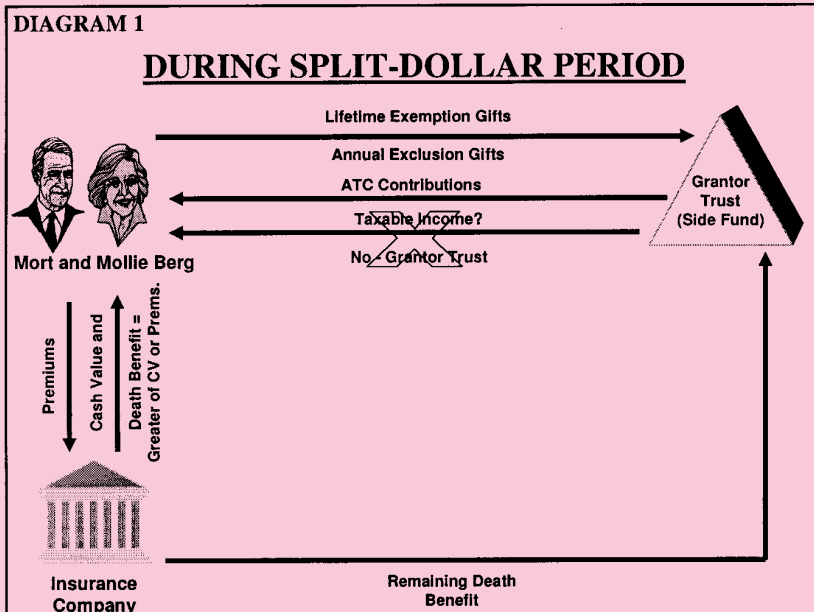 DIAGRAM 1
DURING SPLIT-DOLLAR PERIOD
Lifetime Exemption Gifts
Annual Exclusion Gifts
ATC Contributions
Taxable Income?
No - Grantor Trust
Grantor
Trust
(Side Fund)
Mort and Mollie Berg
Premiums
Cash Value and
Death Benefit =
Greater of CV or Prems.
Insurance
Company
Remaining Death
Benefit